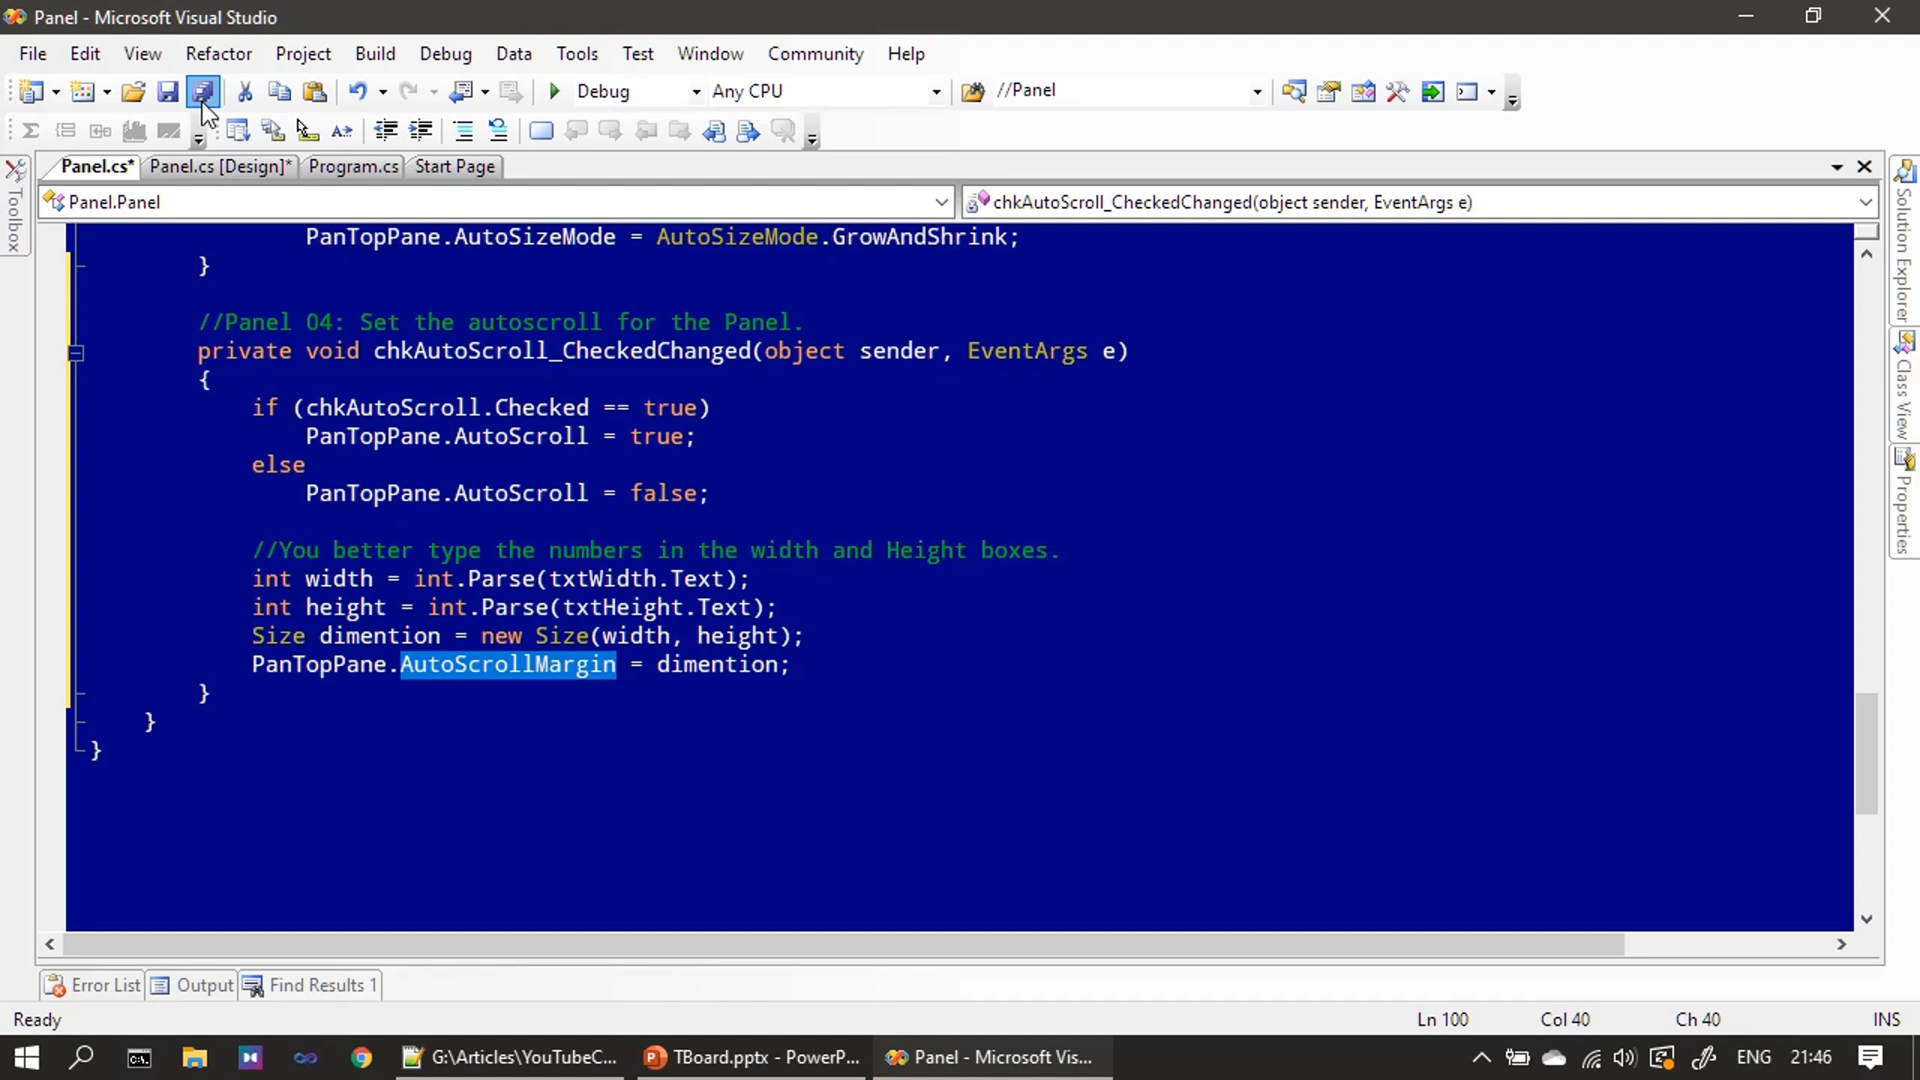 Panel - Microsoft Visual Studio
File Edit View Refactor Project Build Debug Data Tools Test Window Community Help
Debug Any CPU //Panel
Panel.cs* Panel.cs [Design]* Program.cs Start Page
Panel.Panel chkAutoScroll_CheckedChanged(object sender, EventArgs e)
Toolbox
Solution Explorer
Class View
Properties
PanTopPane.AutoSizeMode = AutoSizeMode.GrowAndShrink;
}
//Panel 04: Set the autoscroll for the Panel.
private void chkAutoScroll_CheckedChanged(object sender, EventArgs e)
{
if (chkAutoScroll.Checked == true)
PanTopPane.AutoScroll = true;
else
PanTopPane.AutoScroll = false;
//You better type the numbers in the width and Height boxes.
int width = int.Parse(txtWidth.Text);
int height = int.Parse(txtHeight.Text);
Size dimention = new Size(width, height);
PanTopPane.AutoScrollMargin = dimention;
}
}
}
Error List Output Find Results 1
Ready Ln 100 Col 40 Ch 40 INS
G:\Articles\YouTubeC... TBoard.pptx - PowerP... Panel - Microsoft Vis... ENG 21:46